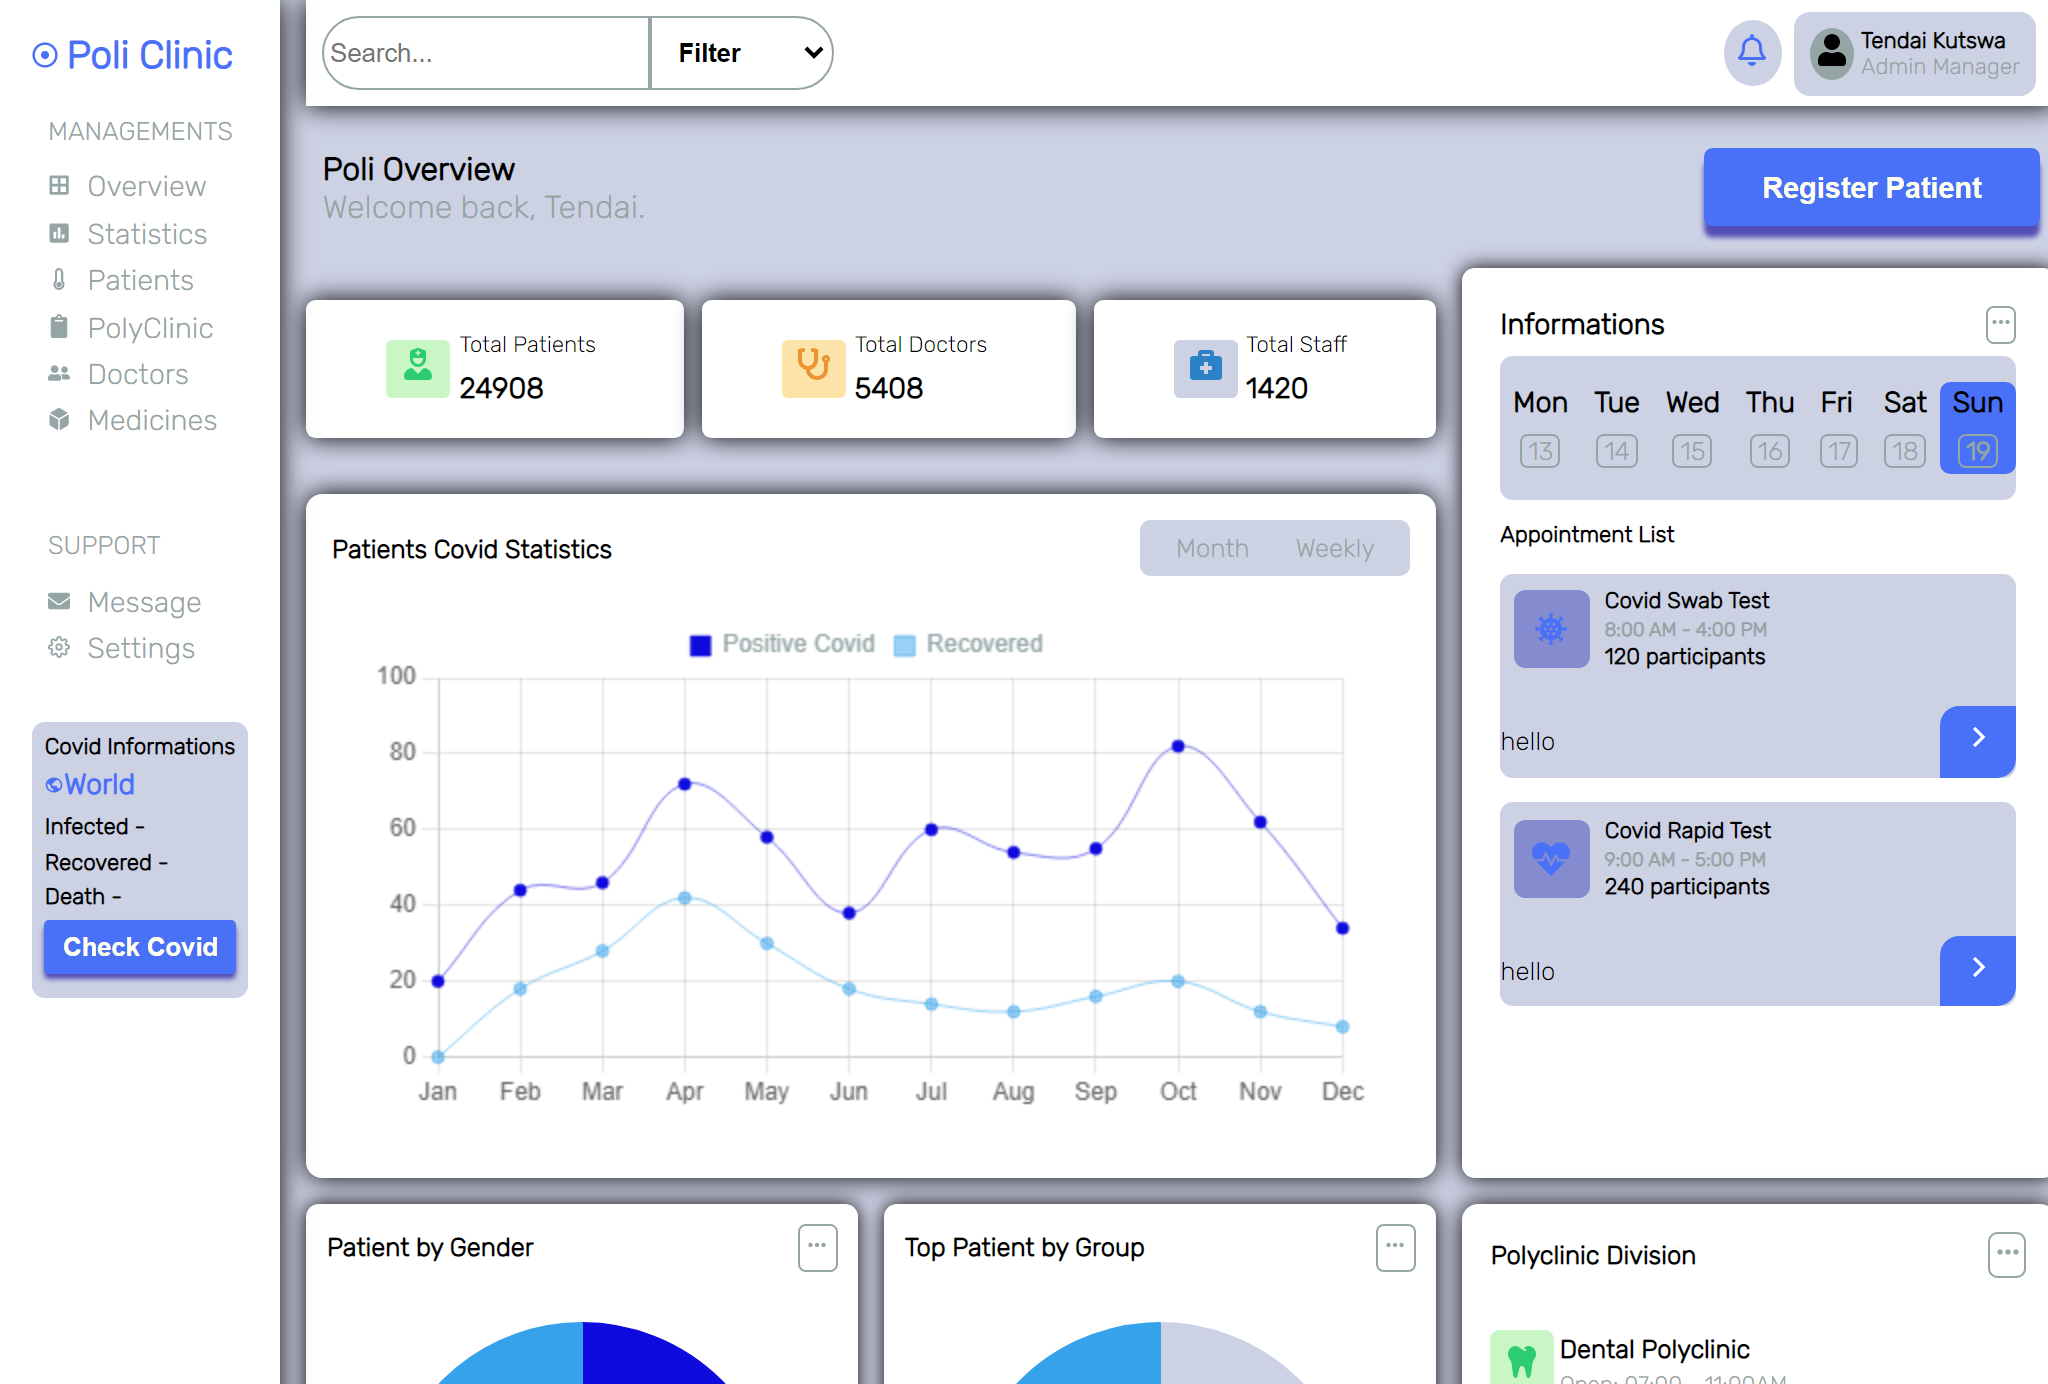 Poli Clinic
MANAGEMENTS
Overview
Statistics
Patients
PolyClinic
Doctors
Medicines
SUPPORT
Message
Settings
Covid Informations
World
Infected -
Recovered -
Death -
Check Covid
Search...
Filter
Tendai Kutswa
Admin Manager
Poli Overview
Welcome back, Tendai.
Register Patient
Total Patients
24908
Total Doctors
5408
Total Staff
1420
Patients Covid Statistics
Month Weekly
Positive Covid Recovered
100
80
60
40
20
0
Jan Feb Mar Apr May Jun Jul Aug Sep Oct Nov Dec
Informations
Mon Tue Wed Thu Fri Sat Sun
13 14 15 16 17 18 19
Appointment List
Covid Swab Test
8:00 AM - 4:00 PM
120 participants
hello
Covid Rapid Test
9:00 AM - 5:00 PM
240 participants
hello
Patient by Gender
Top Patient by Group
Polyclinic Division
Dental Polyclinic
Open: 07:00 - 11:00AM